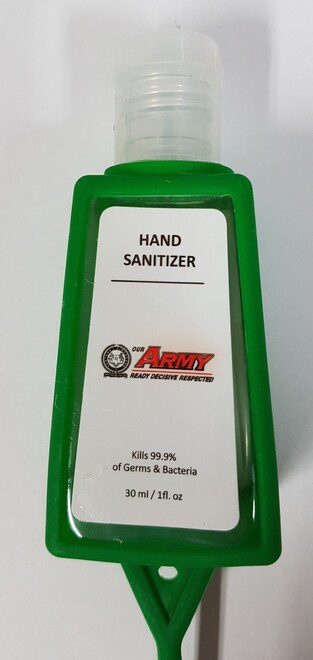 HAND
SANITIZER
OUR ARMY
READY DECISIVE RESPECTED
Kills 99.9%
of Germs & Bacteria
30 ml / 1fl. oz